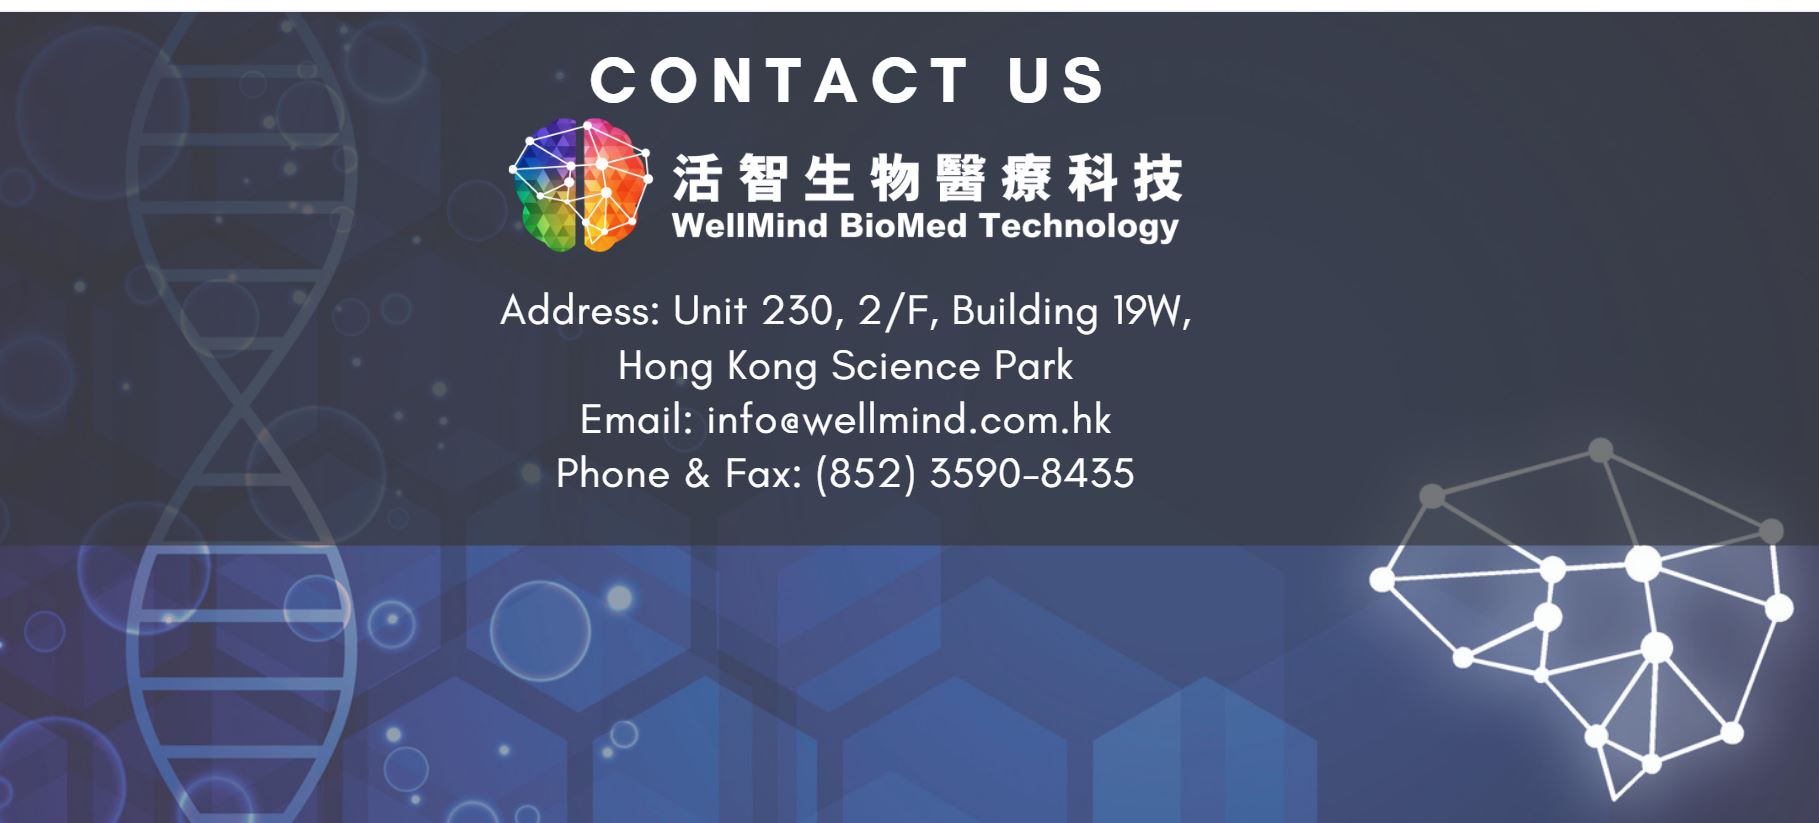 CONTACT US
活智生物醫療科技
WellMind BioMed Technology
Address: Unit 230, 2/F, Building 19W,
Hong Kong Science Park
Email: info@wellmind.com.hk
Phone & Fax: (852) 3590-8435